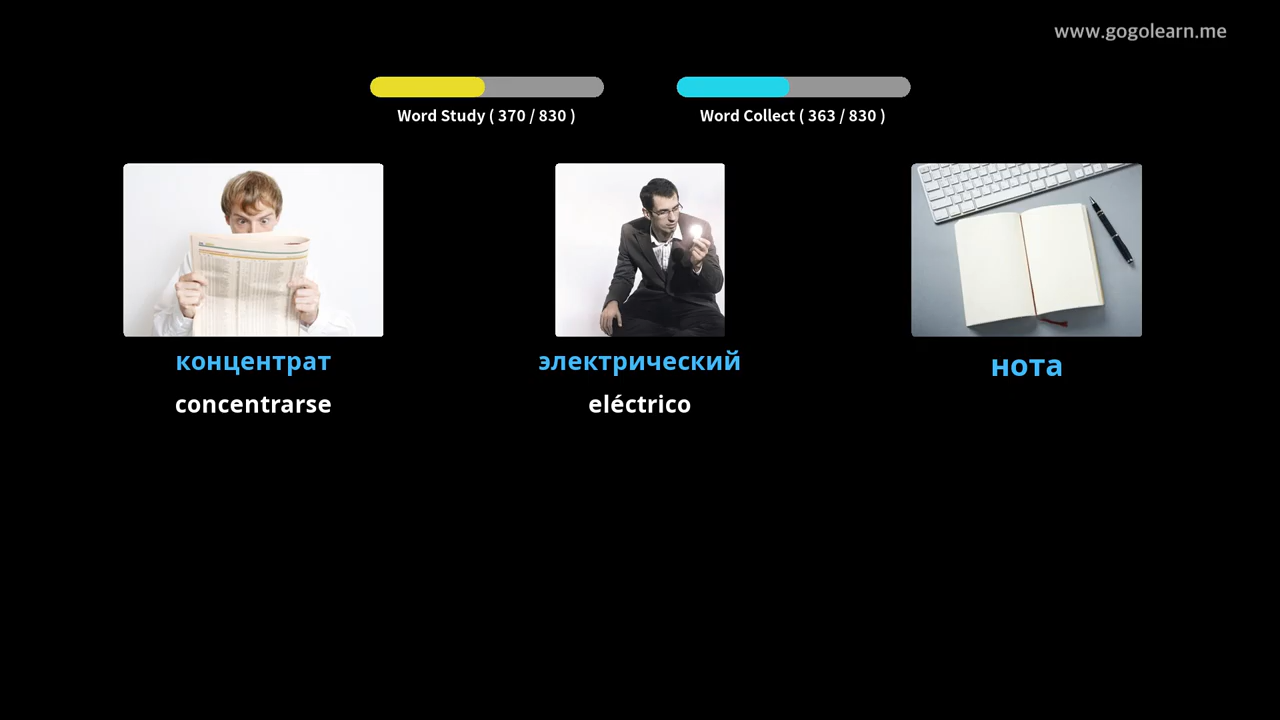 www.gogolearn.me
Word Study ( 370 / 830 )
Word Collect ( 363 / 830 )
концентрат
электрический
нота
concentrarse
eléctrico